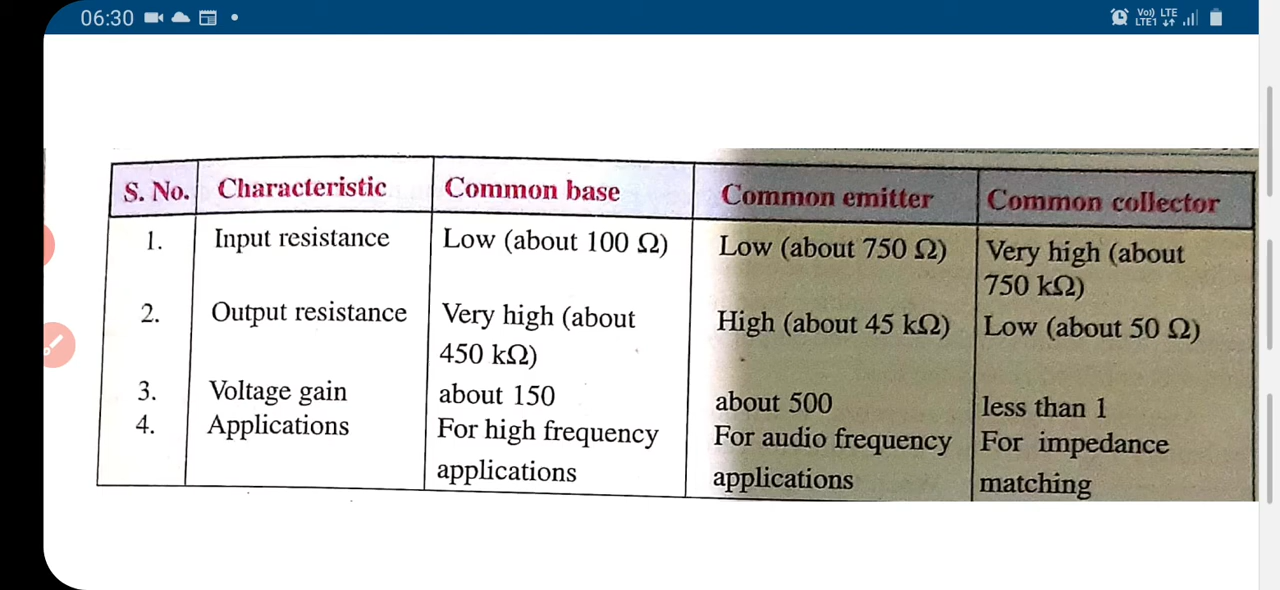 06:30
Vo)) LTE
LTE1
S. No. Characteristic Common base Common emitter Common collector
1. Input resistance Low (about 100 Ω) Low (about 750 Ω) Very high (about
750 kΩ)
2. Output resistance Very high (about High (about 45 kΩ) Low (about 50 Ω)
450 kΩ)
3. Voltage gain about 150 about 500 less than 1
4. Applications For high frequency For audio frequency For impedance
applications applications matching